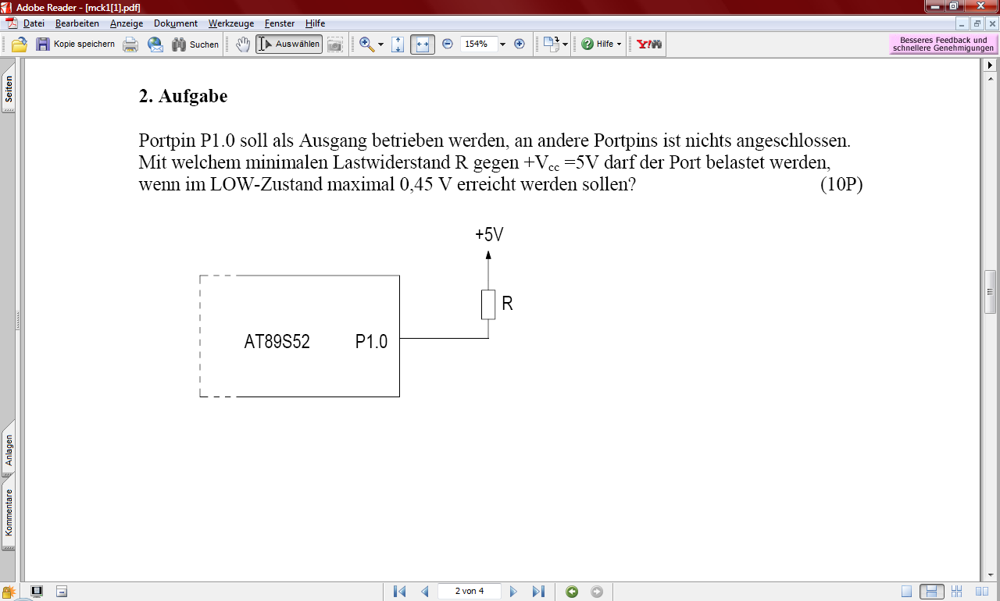 Adobe Reader - [mck1[1].pdf]
Datei Bearbeiten Anzeige Dokument Werkzeuge Fenster Hilfe
Kopie speichern Suchen Auswählen 154% Hilfe Y!
Besseres Feedback und
schnellere Genehmigungen
Seiten
2. Aufgabe
Portpin P1.0 soll als Ausgang betrieben werden, an andere Portpins ist nichts angeschlossen.
Mit welchem minimalen Lastwiderstand R gegen +Vcc =5V darf der Port belastet werden,
wenn im LOW-Zustand maximal 0,45 V erreicht werden sollen? (10P)
+5V
R
AT89S52 P1.0
Anlagen
Kommentare
2 von 4